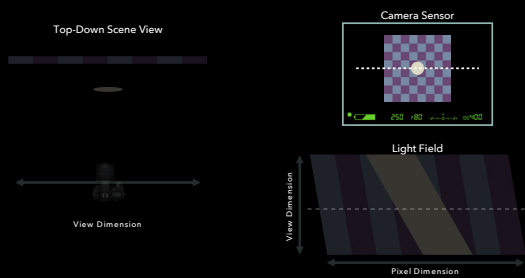 Top-Down Scene View
View Dimension
Camera Sensor
250 F80 ISO400
Light Field
View Dimension
Pixel Dimension